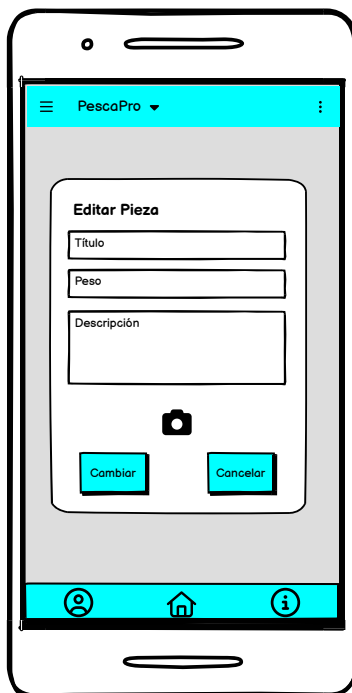 PescaPro
Editar Pieza
Título
Peso
Descripción
Cambiar
Cancelar